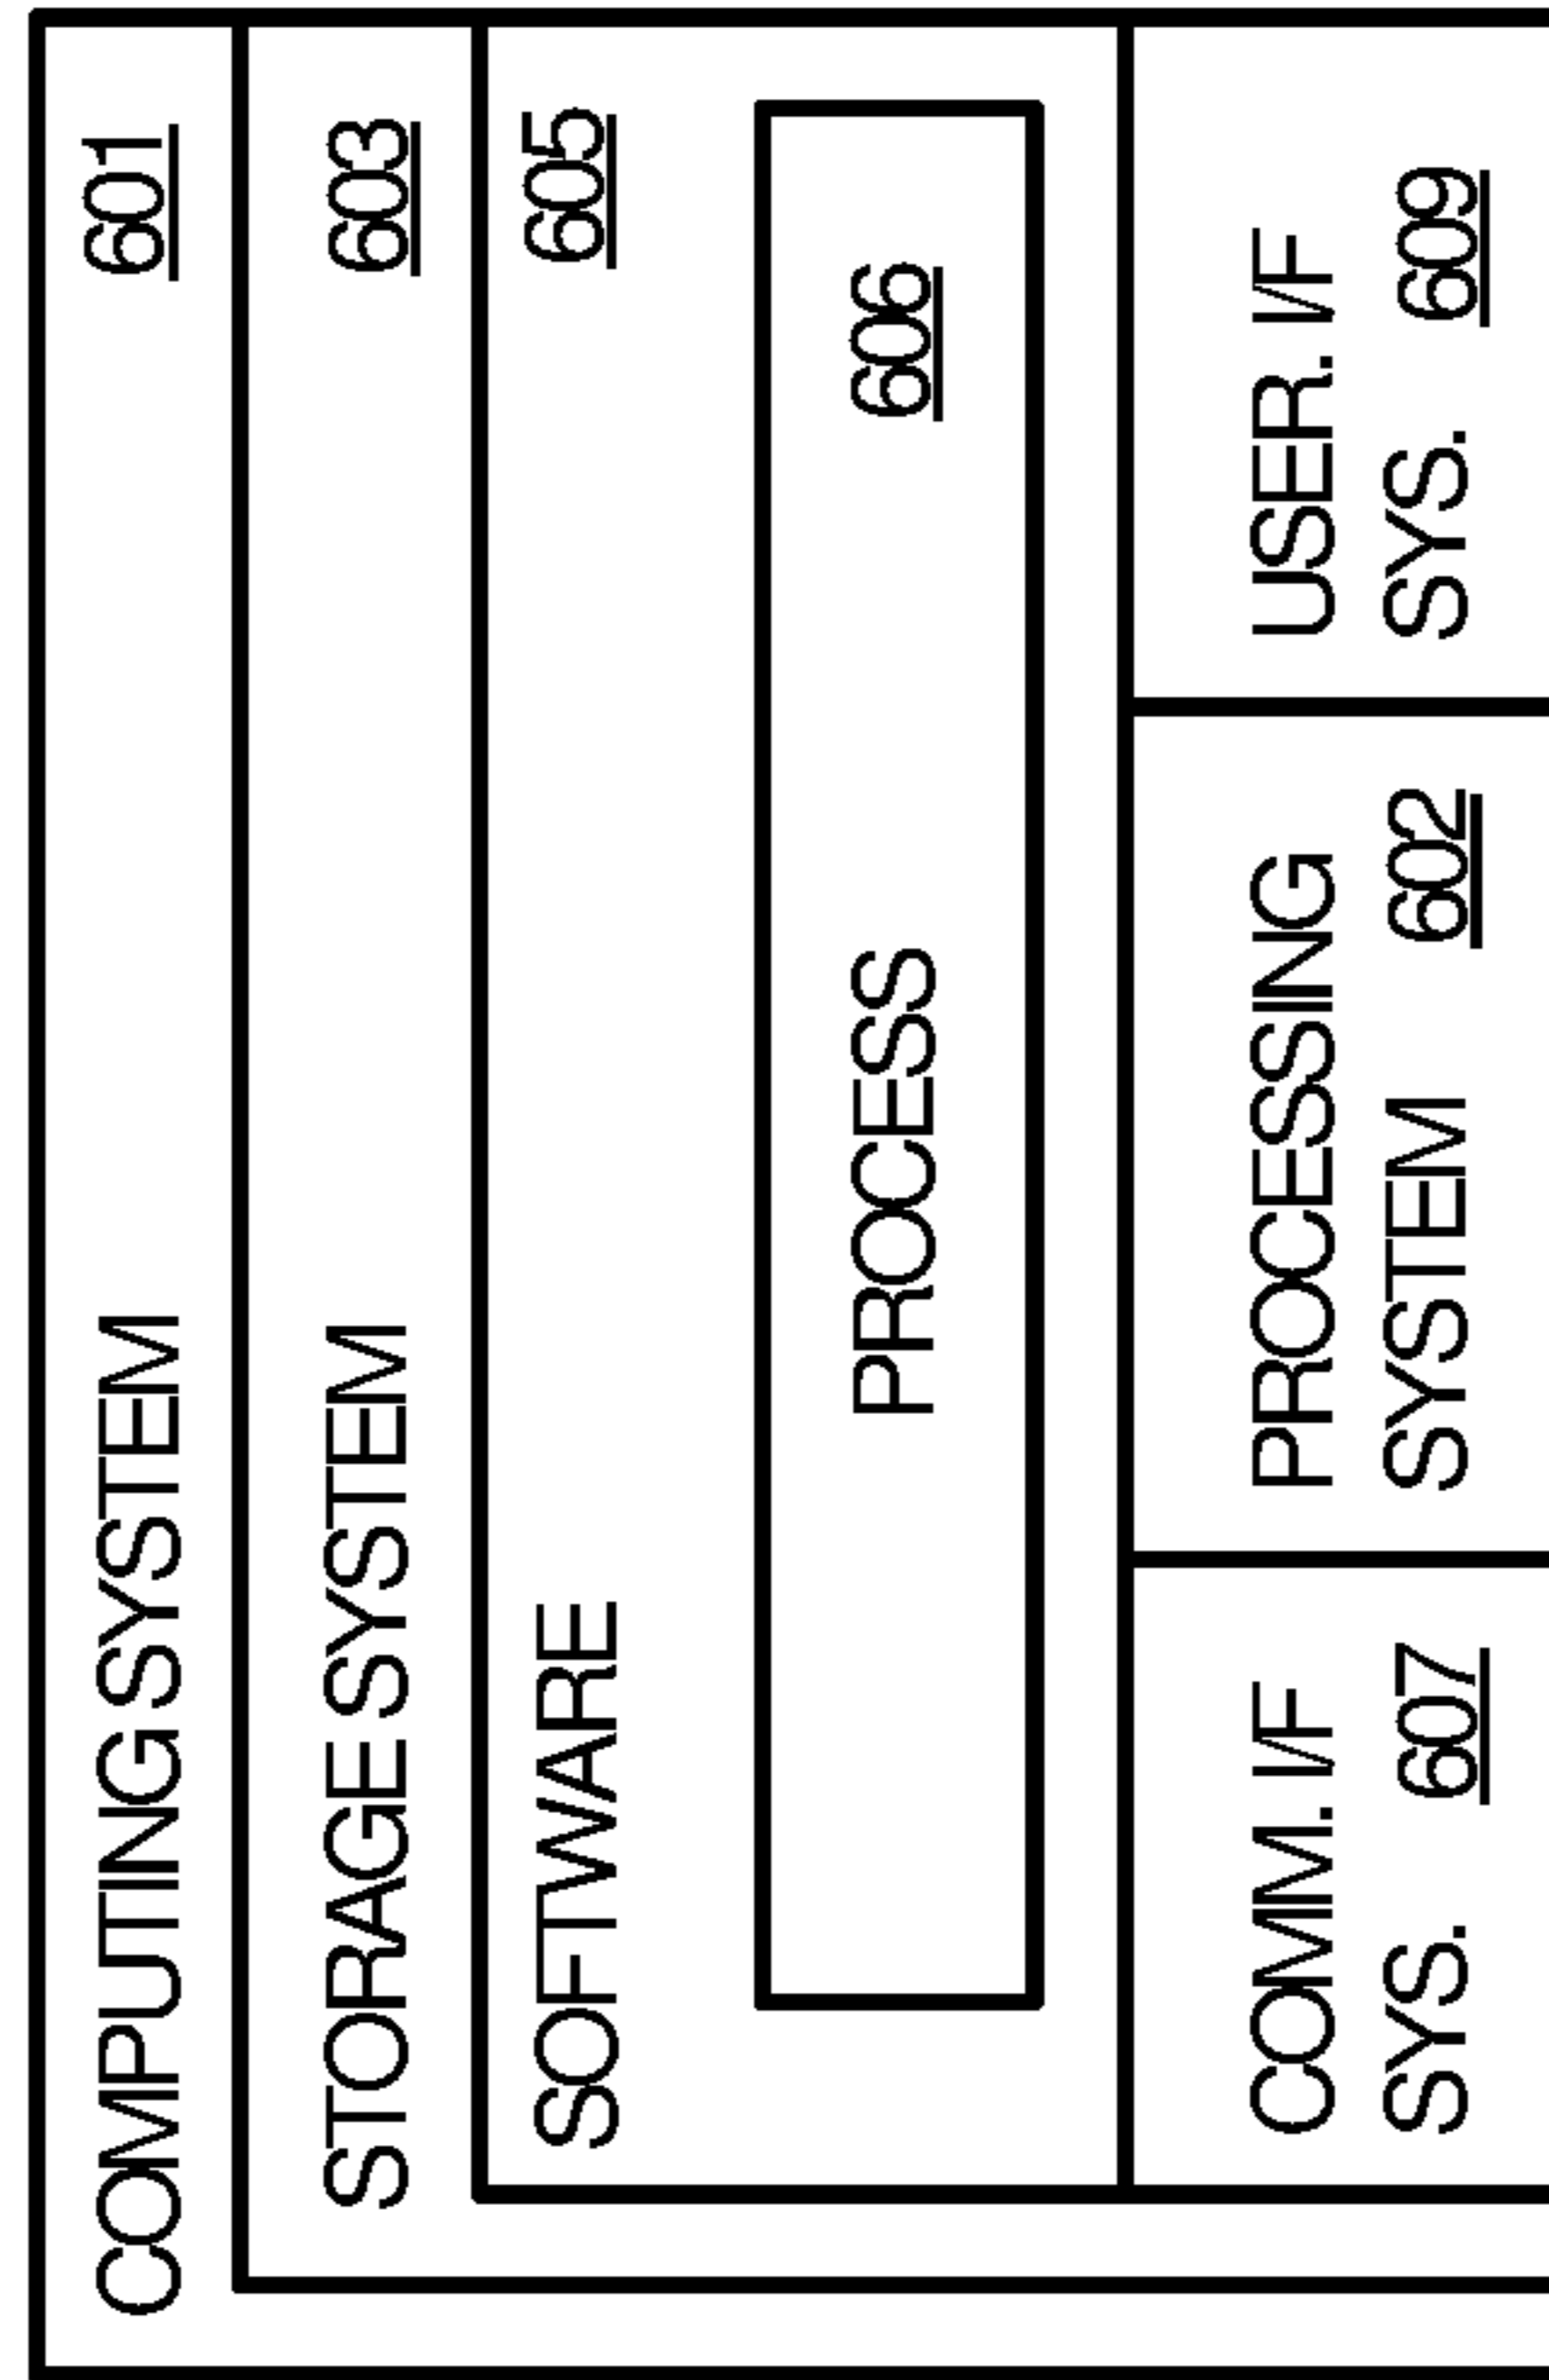 COMPUTING SYSTEM 601
STORAGE SYSTEM 603
SOFTWARE 605
PROCESS 606
COMM. I/F
SYS. 607
PROCESSING
SYSTEM 602
USER. I/F
SYS. 609